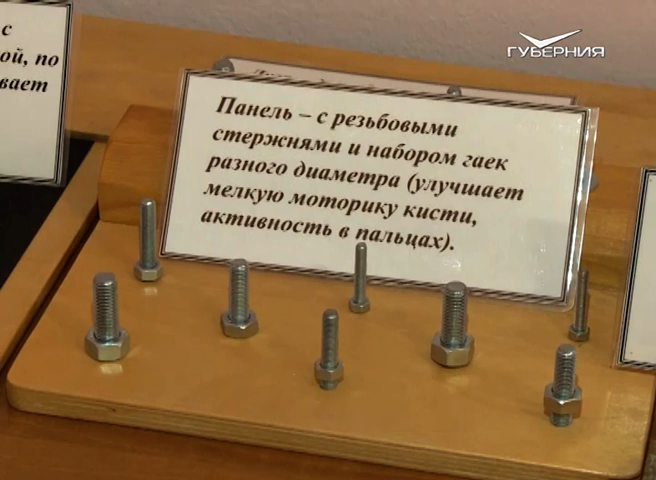 ГУБЕРНИЯ
с
ой, по
вает
Панель – с резьбовыми
стержнями и набором гаек
разного диаметра (улучшает
мелкую моторику кисти,
активность в пальцах).